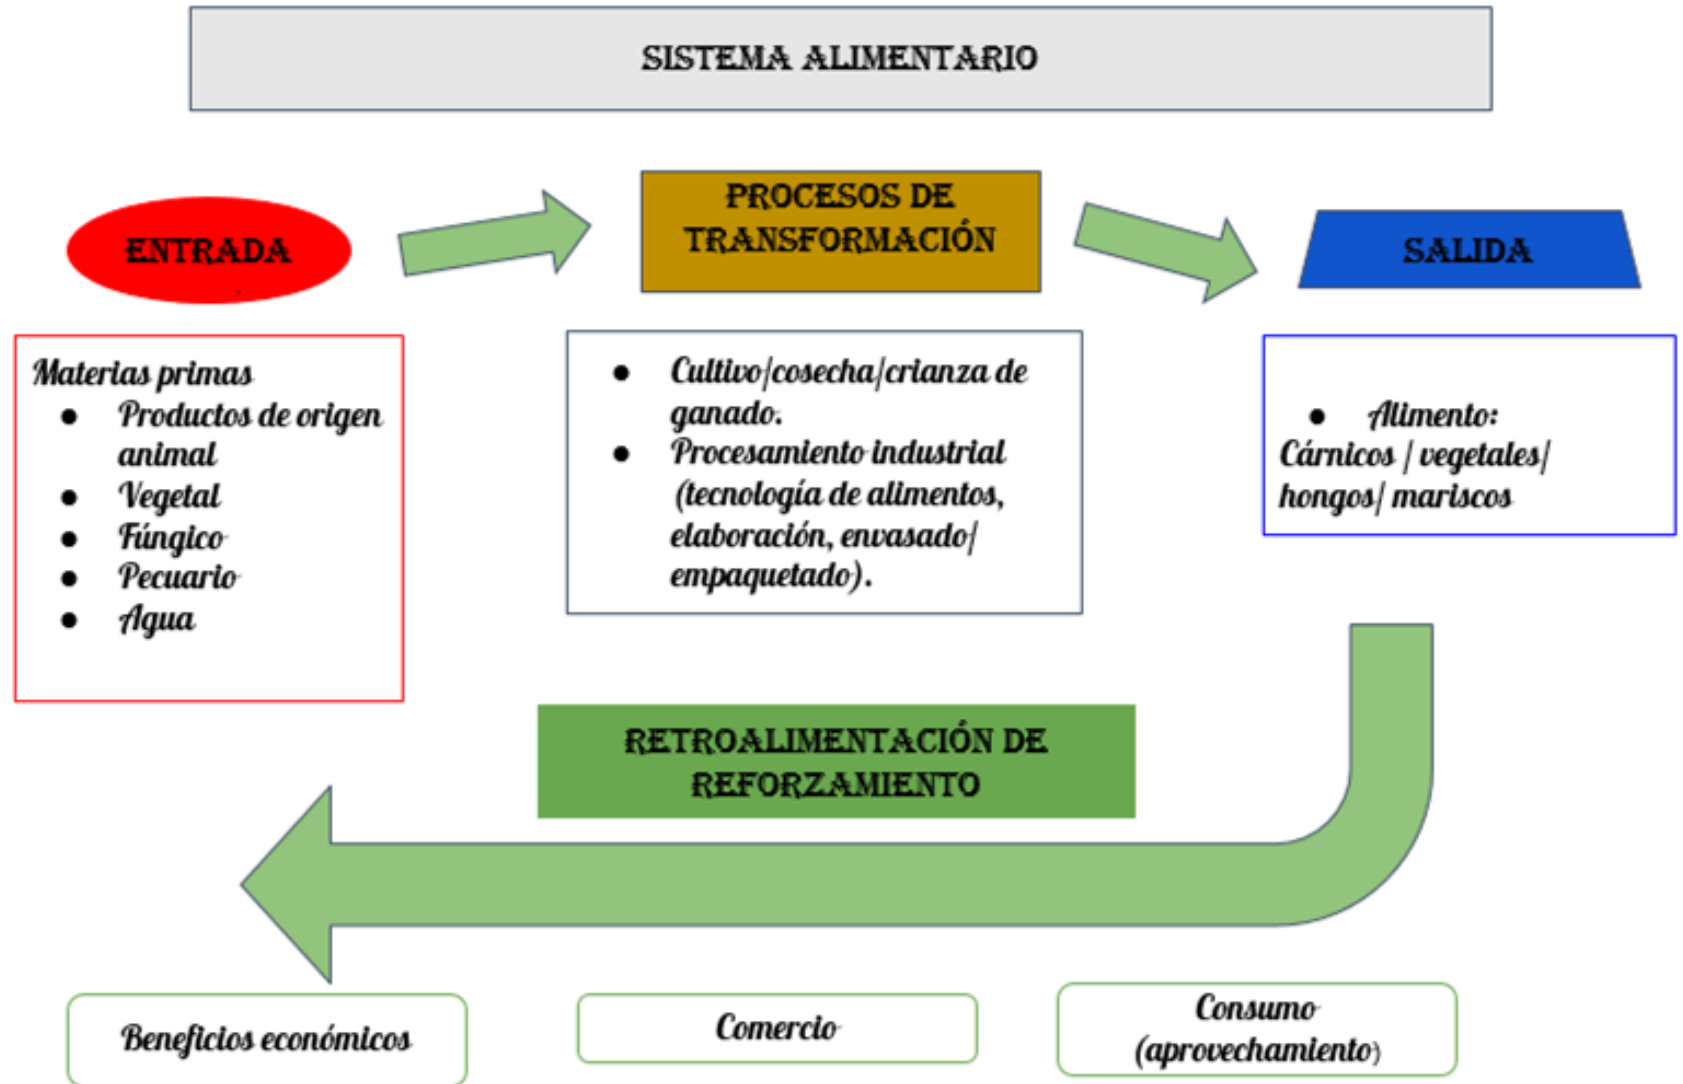 SISTEMA ALIMENTARIO
ENTRADA
PROCESOS DE
TRANSFORMACIÓN
SALIDA
Materias primas
● Productos de origen
animal
● Vegetal
● Fúngico
● Pecuario
● Agua
● Cultivo/cosecha/crianza de
ganado.
● Procesamiento industrial
(tecnología de alimentos,
elaboración, envasado/
empaquetado).
● Alimento:
Cárnicos / vegetales/
hongos/ mariscos
RETROALIMENTACIÓN DE
REFORZAMIENTO
Beneficios económicos
Comercio
Consumo
(aprovechamiento)